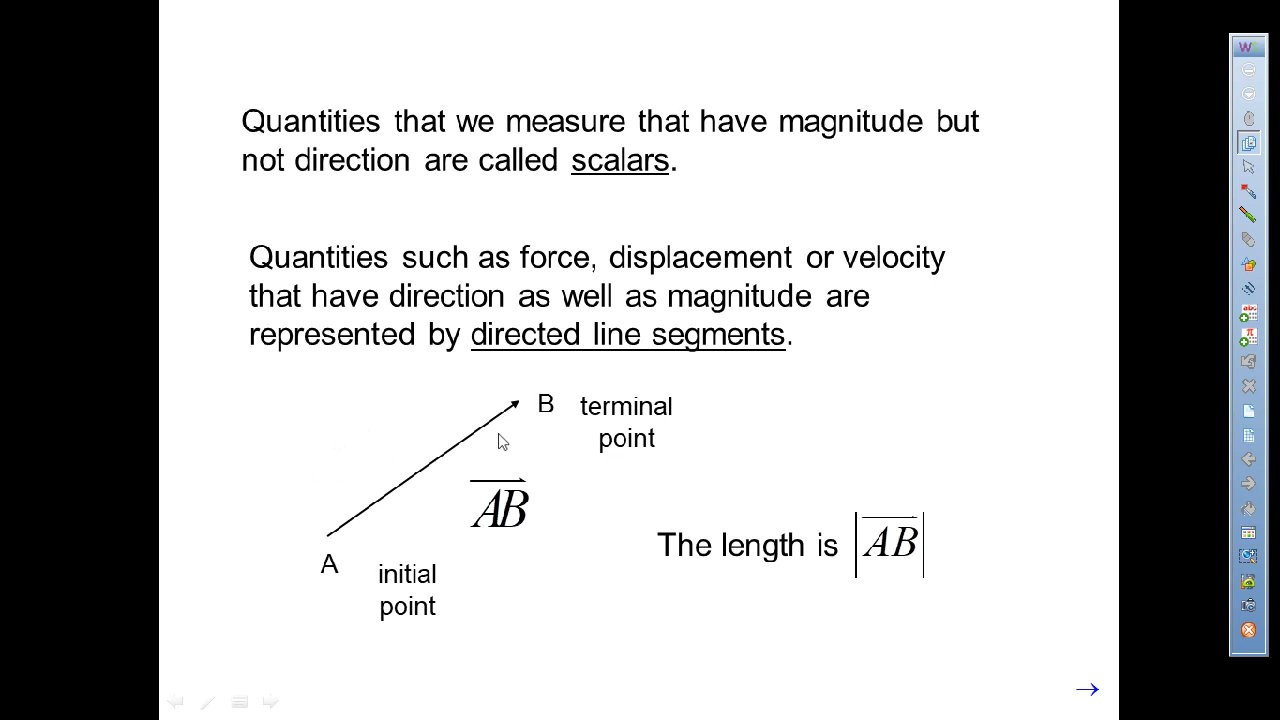 Quantities that we measure that have magnitude but
not direction are called scalars.
Quantities such as force, displacement or velocity
that have direction as well as magnitude are
represented by directed line segments.
B terminal
point
AB
The length is |AB|
A initial
point